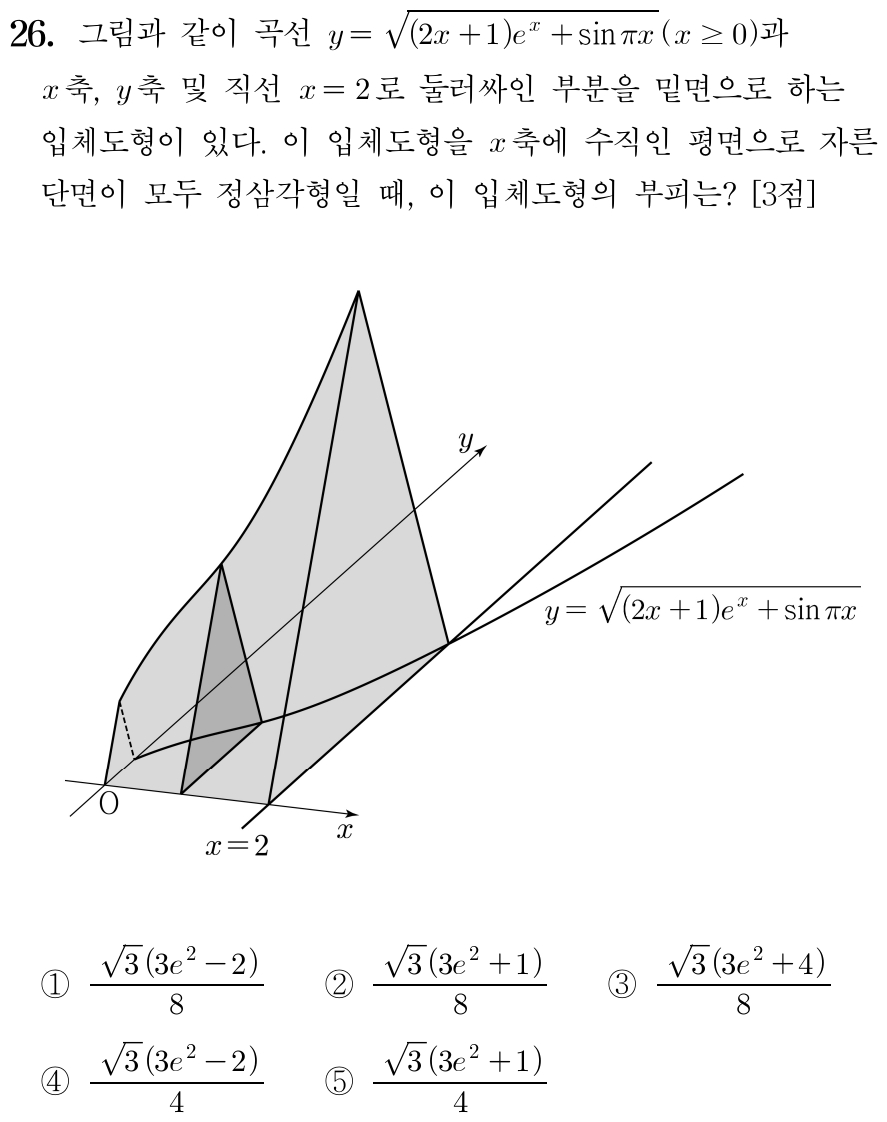 26. 그림과 같이 곡선 y = √((2x+1)eˣ + sin πx) (x ≥ 0)과
x축, y축 및 직선 x = 2로 둘러싸인 부분을 밑면으로 하는
입체도형이 있다. 이 입체도형을 x축에 수직인 평면으로 자른
단면이 모두 정삼각형일 때, 이 입체도형의 부피는? [3점]
y
y = √((2x+1)eˣ + sin πx)
O
x
x = 2
① √3(3e² − 2)/8 ② √3(3e² + 1)/8 ③ √3(3e² + 4)/8
④ √3(3e² − 2)/4 ⑤ √3(3e² + 1)/4